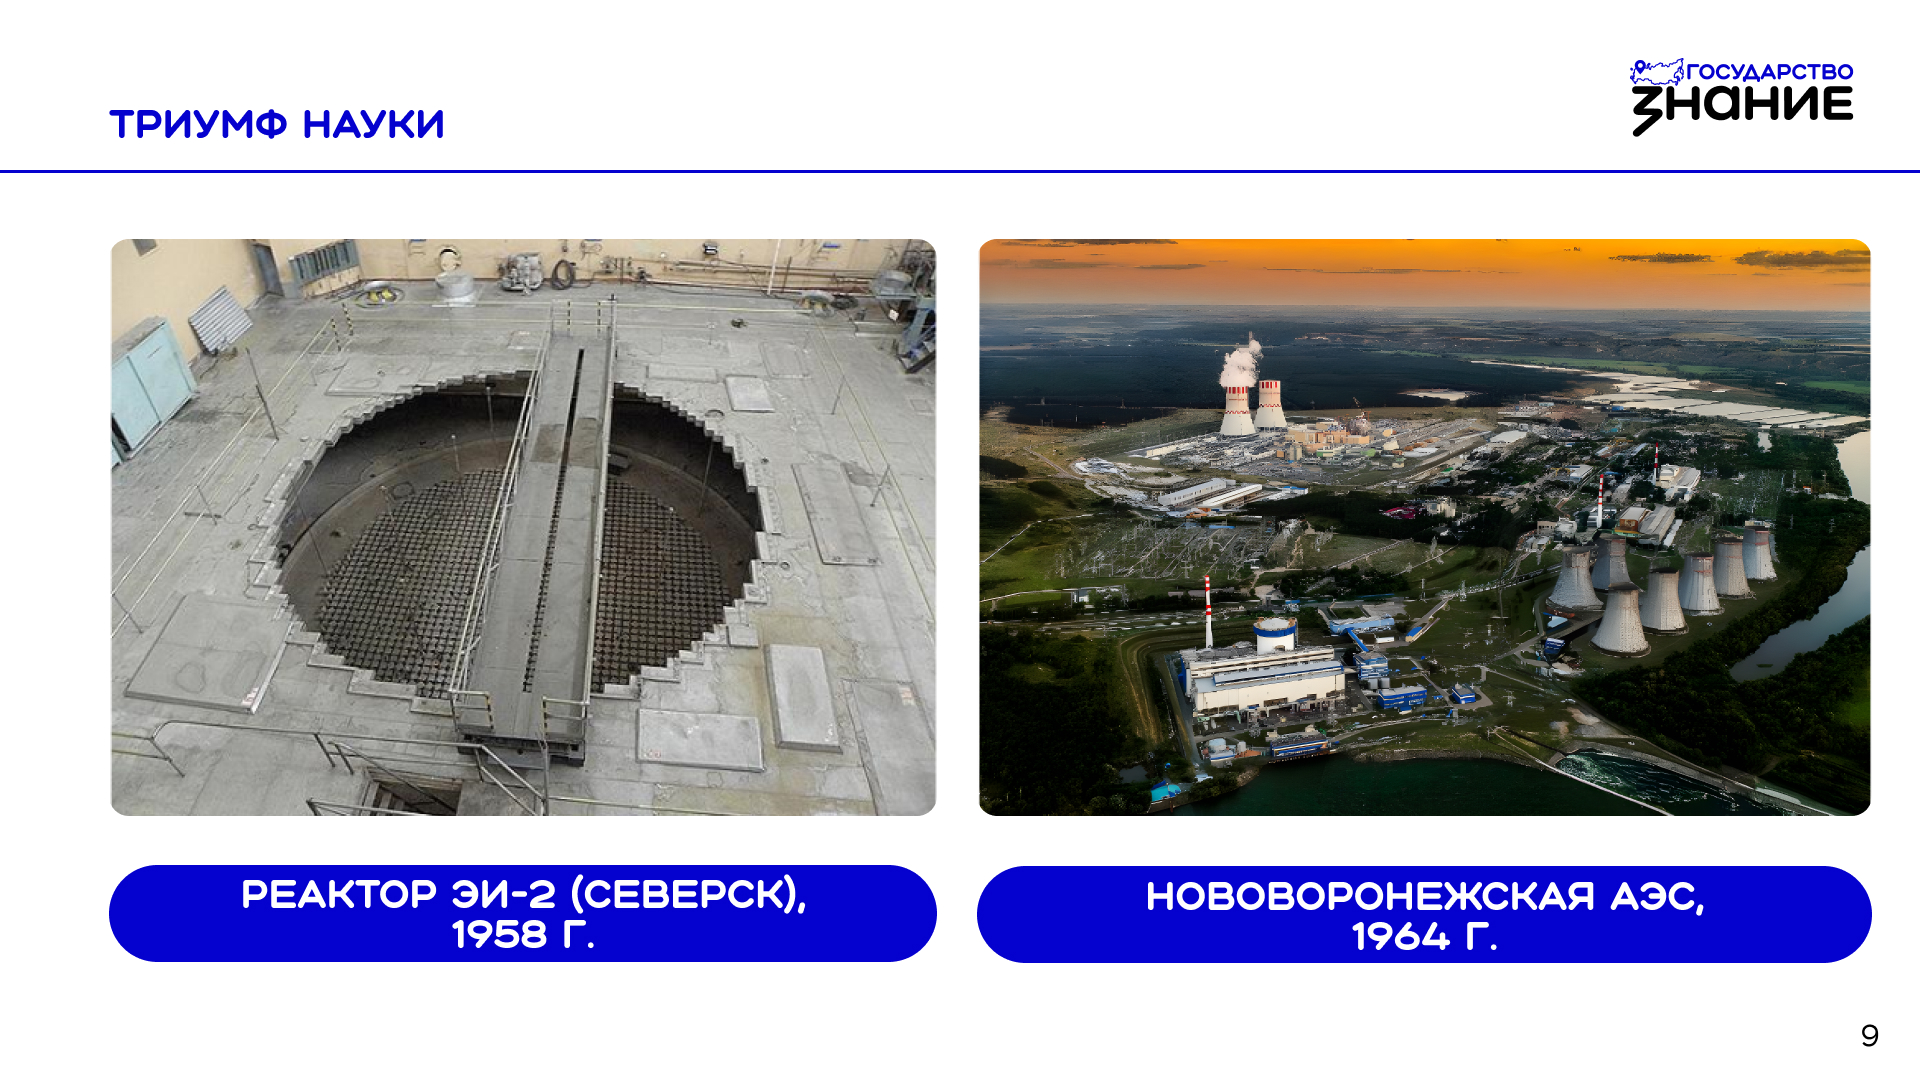 ТРИУМФ НАУКИ
ГОСУДАРСТВО
ЗНАНИЕ
РЕАКТОР ЭИ-2 (СЕВЕРСК),
1958 Г.
НОВОВОРОНЕЖСКАЯ АЭС,
1964 Г.
9